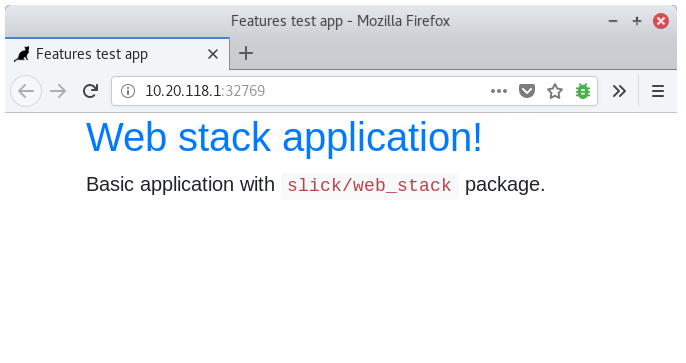 Features test app - Mozilla Firefox
Features test app
10.20.118.1:32769
Web stack application!
Basic application with slick/web_stack package.